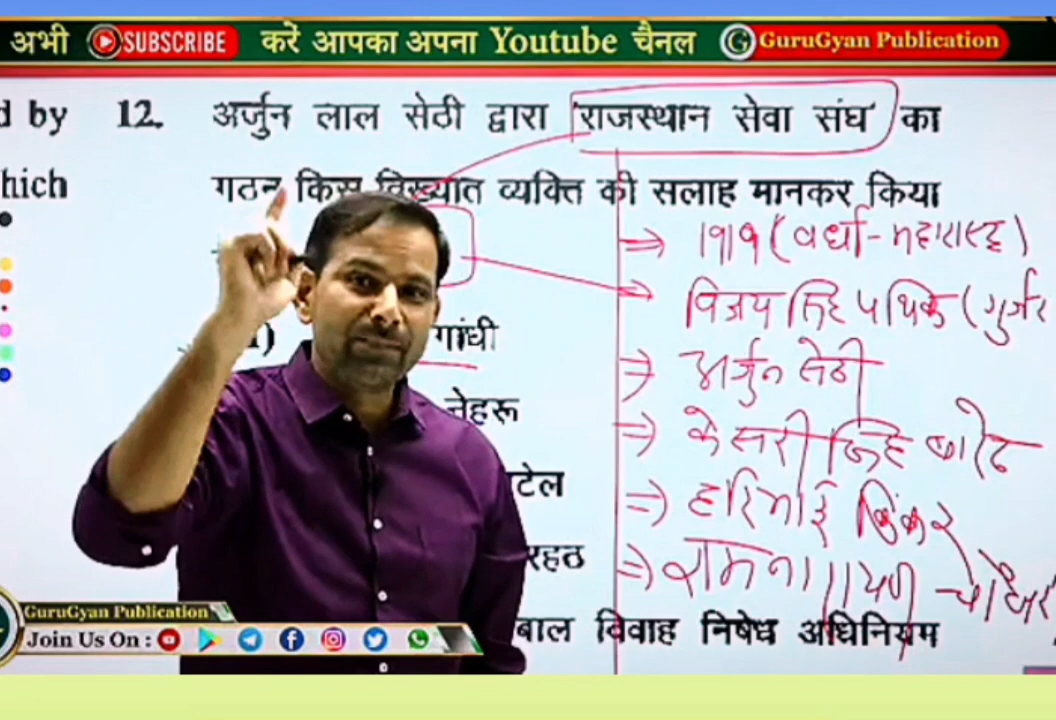 अभी SUBSCRIBE करें आपका अपना Youtube चैनल GuruGyan Publication
d by 12. अर्जुन लाल सेठी द्वारा 'राजस्थान सेवा संघ' का
hich गठन किस विख्यात व्यक्ति की सलाह मानकर किया
⇒ 1919 (वर्धा-महाराष्ट्र)
⇒ विजय सिंह पथिक (गुर्जर
गांधी
⇒ अर्जुन सेठी
नेहरू
⇒ केसरी सिंह बारेठ
टेल
⇒ हरिभाई किंकर
रहठ
⇒ रामनारायण चौधरी
GuruGyan Publication
Join Us On :
बाल विवाह निषेध अधिनियम